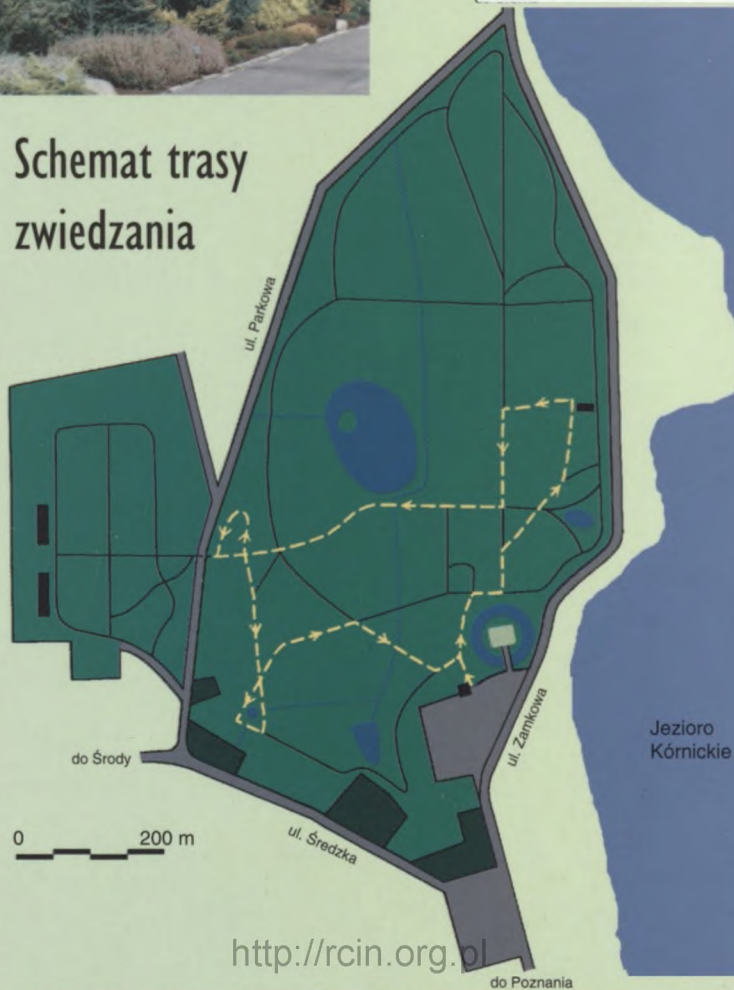 Schemat trasy
zwiedzania
ul. Parkowa
ul. Zamkowa
Jezioro
Kórnickie
do Środy
0 200 m
ul. Średzka
http://rcin.org.pl
do Poznania